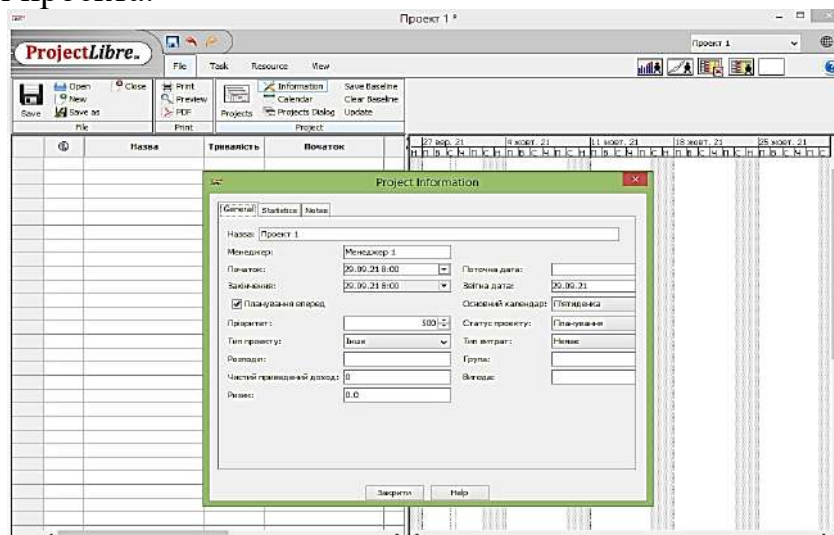 Проект 1 *
ProjectLibre™
Проект 1
File Task Resource View
Save Open New Save as Close
Print Preview PDF
Projects Information Calendar Projects Dialog Save Baseline Clear Baseline Update
File Print Project
Назва Тривалість Початок
27 вер. 21 4 жовт. 21 11 жовт. 21 18 жовт. 21 25 жовт. 21
Project Information
General Statistics Notes
Назва: Проект 1
Менеджер: Менеджер 1
Початок: 29.09.21 8:00 Поточна дата:
Закінчення: 29.09.21 8:00 Звітна дата: 29.09.21
Планування вперед Основний календар: П'ятиденка
Пріоритет: 500 Статус проекту: Планування
Тип проекту: Інше Тип витрат: Немає
Розподіл: Група:
Чистий приведений доход: 0 Вигода:
Ризик: 0.0
Закрити Help